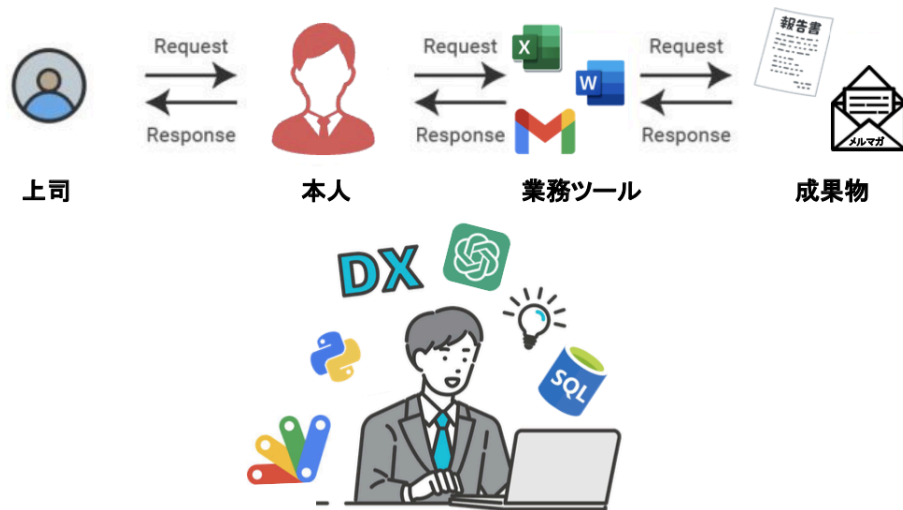 Request
Response
Request
Response
Request
Response
X
W
報告書
メルマガ
上司
本人
業務ツール
成果物
DX
SQL